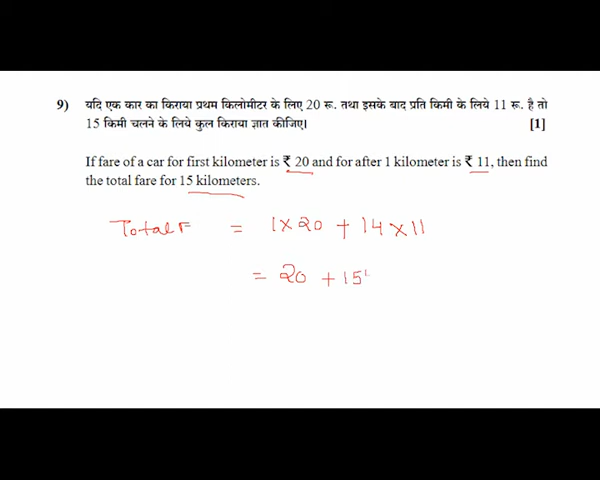 9) यदि एक कार का किराया प्रथम किलोमीटर के लिए 20 रू. तथा इसके बाद प्रति किमी के लिये 11 रू. है तो
15 किमी चलने के लिये कुल किराया ज्ञात कीजिए। [1]
If fare of a car for first kilometer is ₹ 20 and for after 1 kilometer is ₹ 11, then find
the total fare for 15 kilometers.
Total F = 1 × 20 + 14 × 11
= 20 + 15